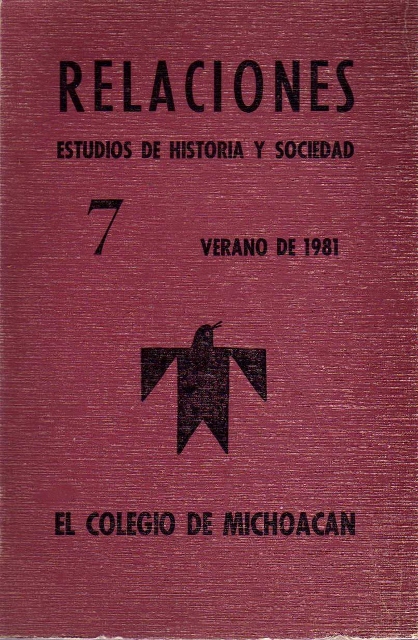 RELACIONES
ESTUDIOS DE HISTORIA Y SOCIEDAD
7
VERANO DE 1981
EL COLEGIO DE MICHOACAN